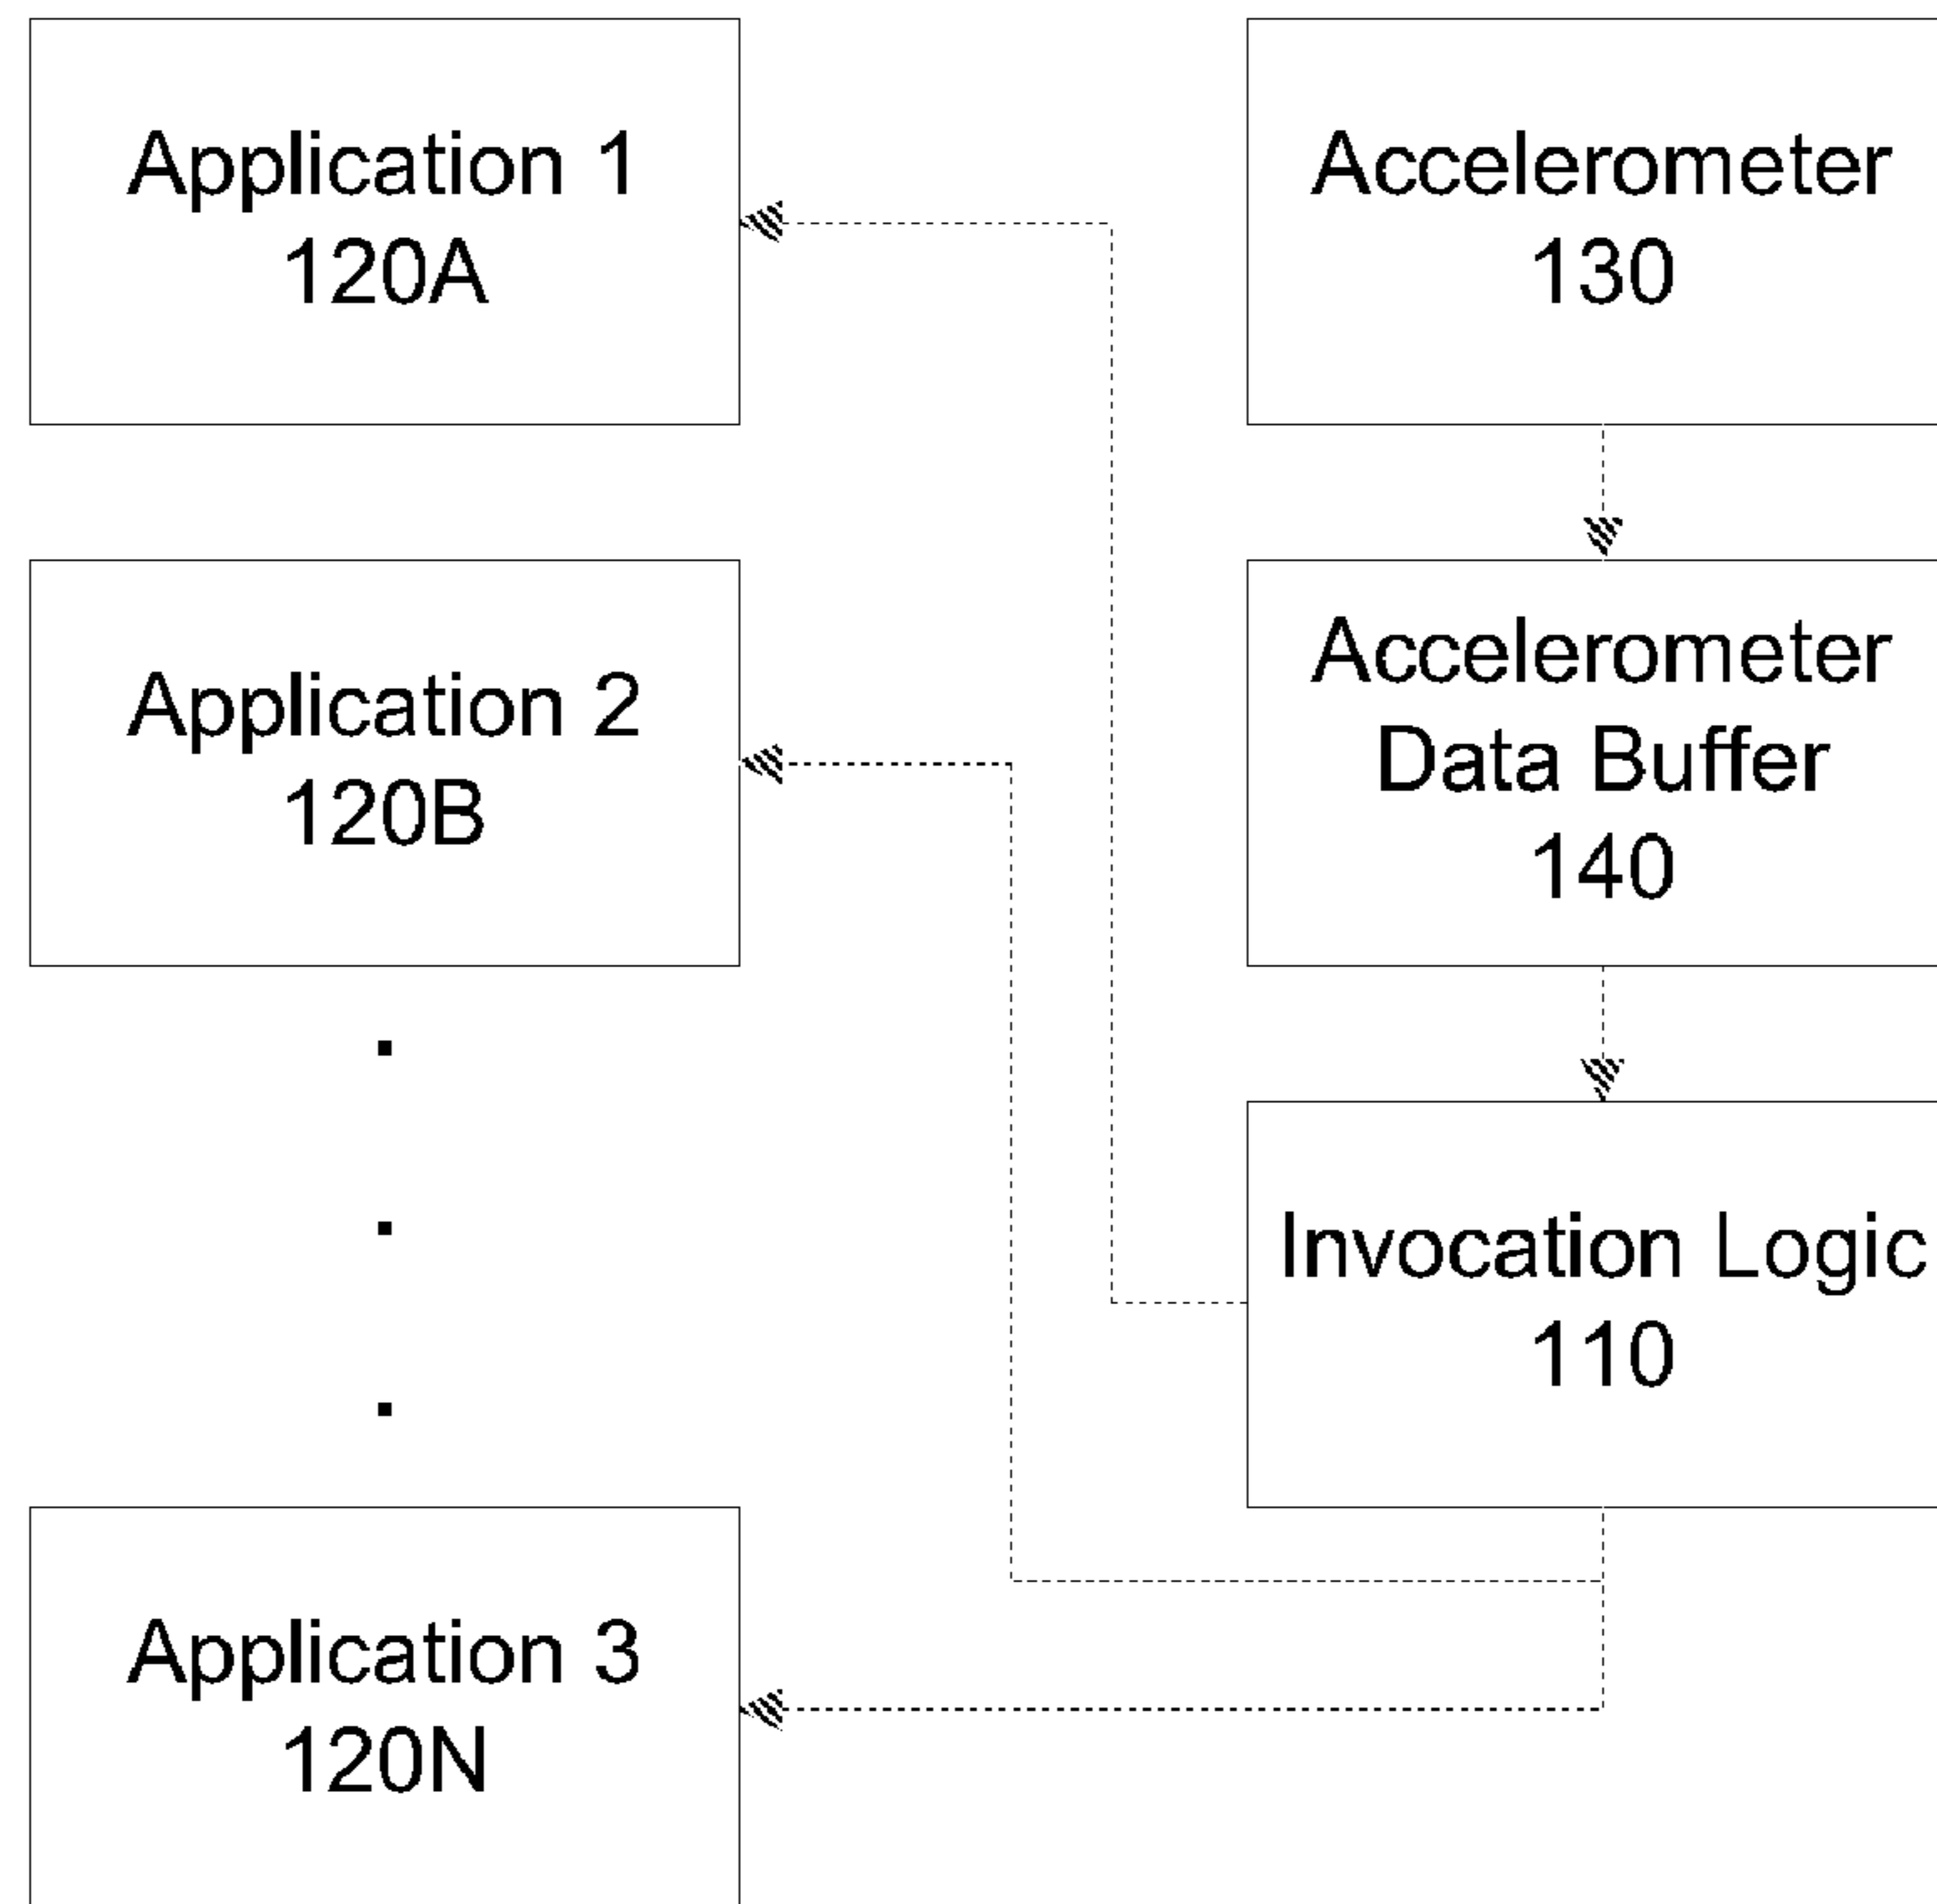 Application 1
120A
Accelerometer
130
Application 2
120B
Accelerometer
Data Buffer
140
Invocation Logic
110
Application 3
120N